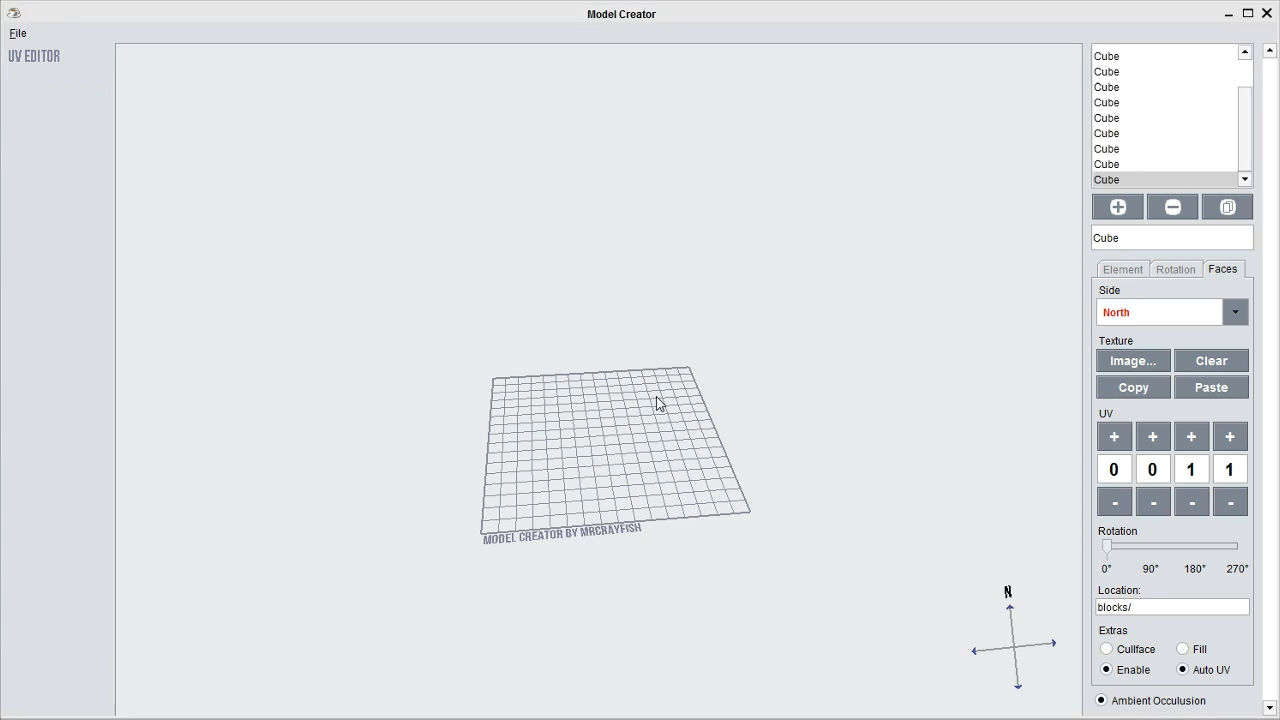 Model Creator
File
UV EDITOR
Cube
Cube
Cube
Cube
Cube
Cube
Cube
Cube
Cube
Cube
Element Rotation Faces
Side
North
Texture
Image... Clear
Copy Paste
UV
+ + + +
0 0 1 1
- - - -
Rotation
0° 90° 180° 270°
Location:
blocks/
Extras
Cullface Fill
Enable Auto UV
Ambient Occulusion
MODEL CREATOR BY MRCRAYFISH
N